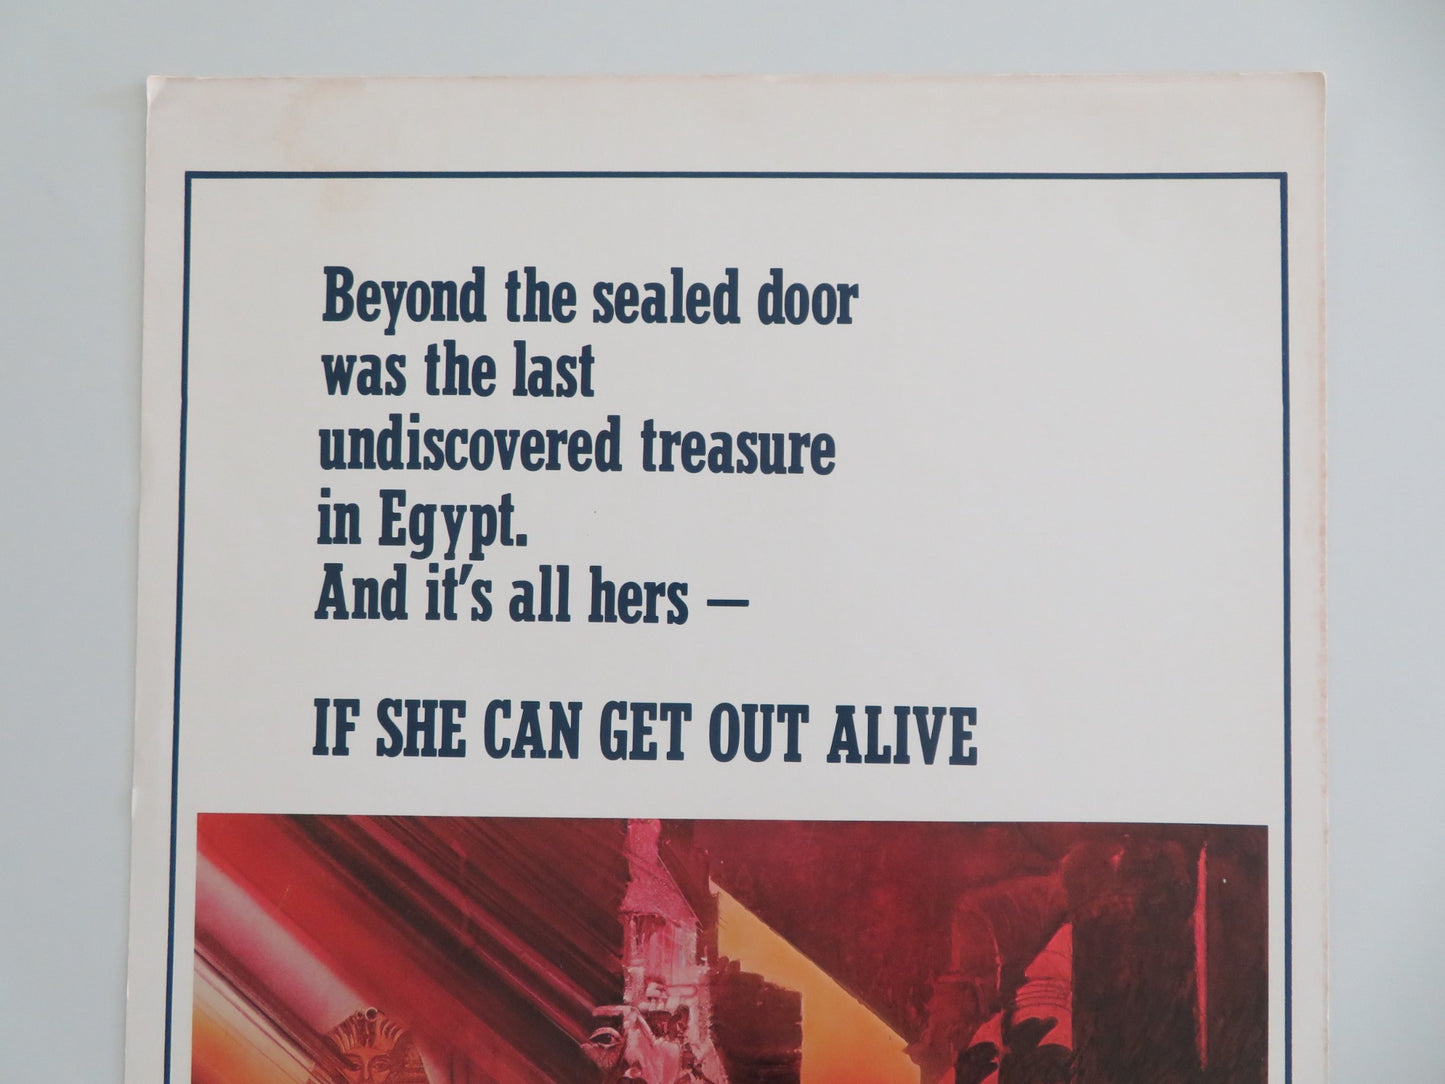 Beyond the sealed door
was the last
undiscovered treasure
in Egypt.
And it's all hers —
IF SHE CAN GET OUT ALIVE